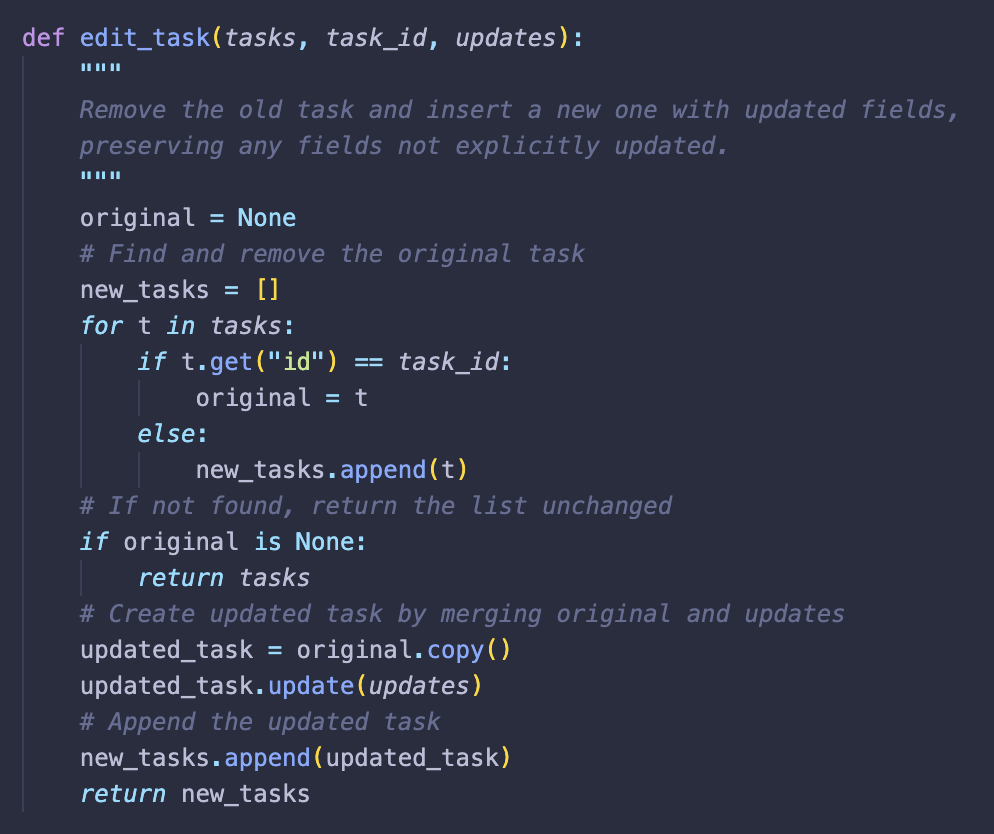 def edit_task(tasks, task_id, updates):
    """
    Remove the old task and insert a new one with updated fields,
    preserving any fields not explicitly updated.
    """
    original = None
    # Find and remove the original task
    new_tasks = []
    for t in tasks:
        if t.get("id") == task_id:
            original = t
        else:
            new_tasks.append(t)
    # If not found, return the list unchanged
    if original is None:
        return tasks
    # Create updated task by merging original and updates
    updated_task = original.copy()
    updated_task.update(updates)
    # Append the updated task
    new_tasks.append(updated_task)
    return new_tasks